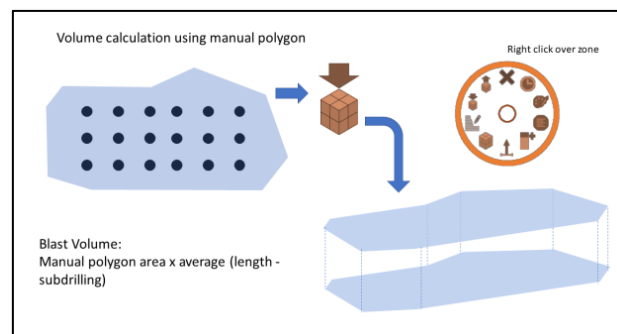 Volume calculation using manual polygon
Right click over zone
Blast Volume:
Manual polygon area x average (length -
subdrilling)